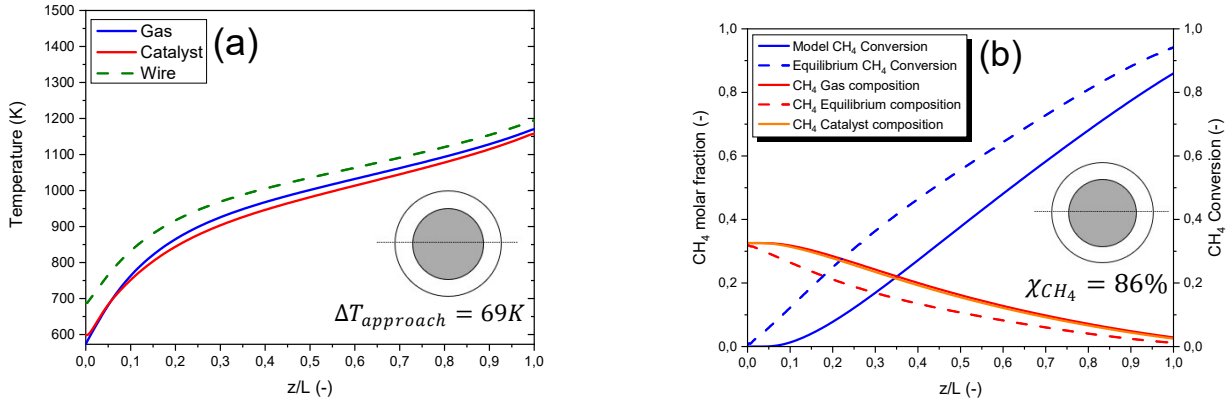 1500
1400
1300
1200
1100
1000
900
800
700
600
Temperature (K)
Gas
Catalyst
Wire
(a)
ΔT_approach = 69K
0,0 0,1 0,2 0,3 0,4 0,5 0,6 0,7 0,8 0,9 1,0
z/L (-)
1,0
0,8
0,6
0,4
0,2
0,0
CH₄ molar fraction (-)
Model CH₄ Conversion
Equilibrium CH₄ Conversion
CH₄ Gas composition
CH₄ Equilibrium composition
CH₄ Catalyst composition
(b)
χ_CH₄ = 86%
1,0
0,8
0,6
0,4
0,2
0,0
CH₄ Conversion (-)
0,0 0,1 0,2 0,3 0,4 0,5 0,6 0,7 0,8 0,9 1,0
z/L (-)